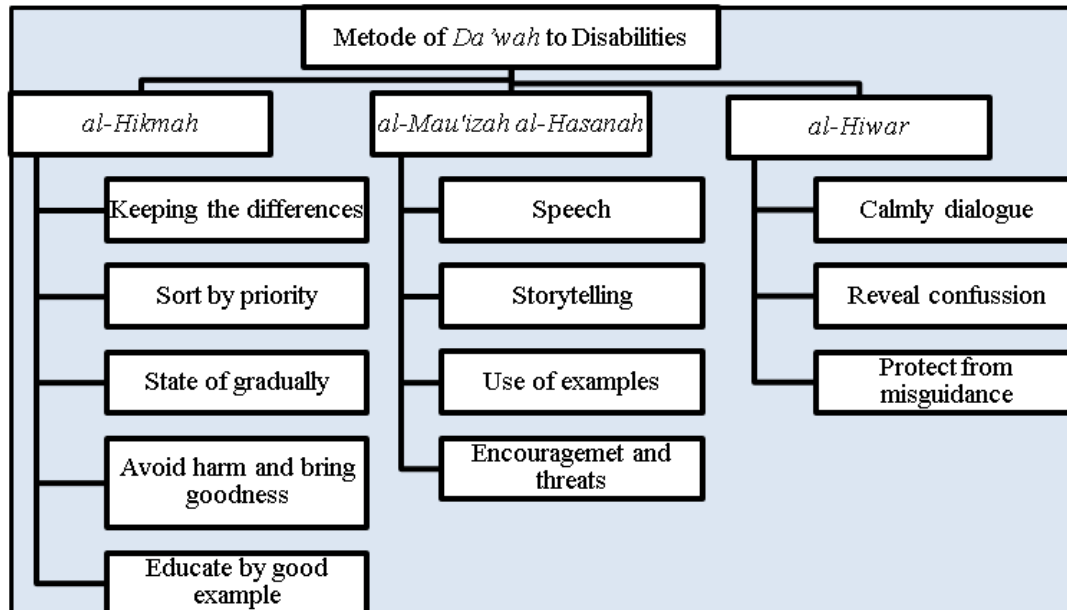 Metode of Da'wah to Disabilities
al-Hikmah
Keeping the differences
Sort by priority
State of gradually
Avoid harm and bring
goodness
Educate by good
example
al-Mau'izah al-Hasanah
Speech
Storytelling
Use of examples
Encouragemet and
threats
al-Hiwar
Calmly dialogue
Reveal confussion
Protect from
misguidance